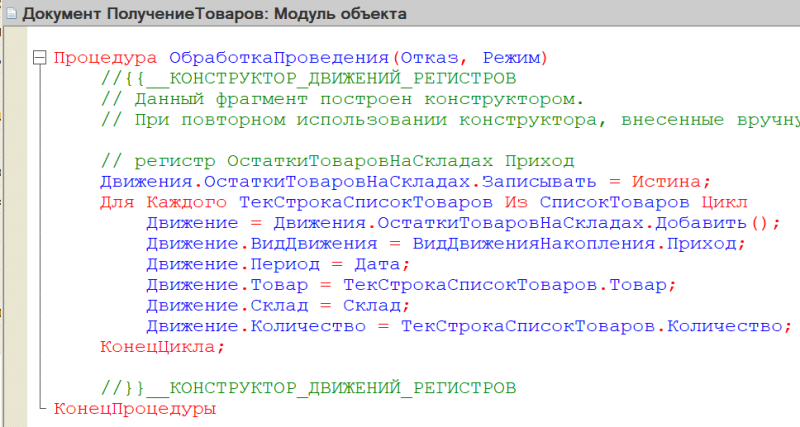 Документ ПолучениеТоваров: Модуль объекта
Процедура ОбработкаПроведения(Отказ, Режим)
//{{__КОНСТРУКТОР_ДВИЖЕНИЙ_РЕГИСТРОВ
// Данный фрагмент построен конструктором.
// При повторном использовании конструктора, внесенные вручну
// регистр ОстаткиТоваровНаСкладах Приход
Движения.ОстаткиТоваровНаСкладах.Записывать = Истина;
Для Каждого ТекСтрокаСписокТоваров Из СписокТоваров Цикл
Движение = Движения.ОстаткиТоваровНаСкладах.Добавить();
Движение.ВидДвижения = ВидДвиженияНакопления.Приход;
Движение.Период = Дата;
Движение.Товар = ТекСтрокаСписокТоваров.Товар;
Движение.Склад = Склад;
Движение.Количество = ТекСтрокаСписокТоваров.Количество;
КонецЦикла;
//}}__КОНСТРУКТОР_ДВИЖЕНИЙ_РЕГИСТРОВ
КонецПроцедуры